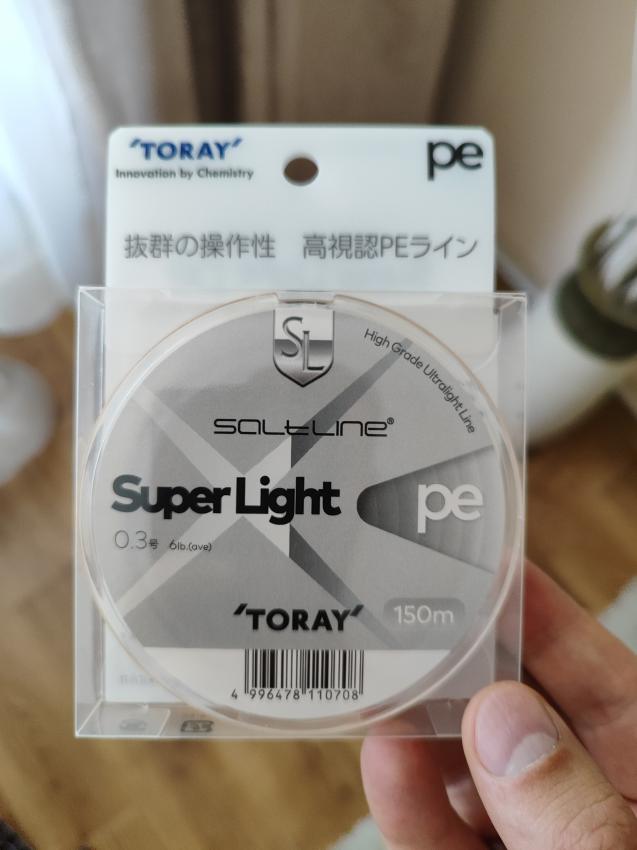 'TORAY'
Innovation by Chemistry
pe
抜群の操作性 高視認PEライン
SL
High Grade Ultralight Line
SALTLINE®
Super Light
pe
0.3号 6lb.(ave)
'TORAY'
150m
4 996478 110708